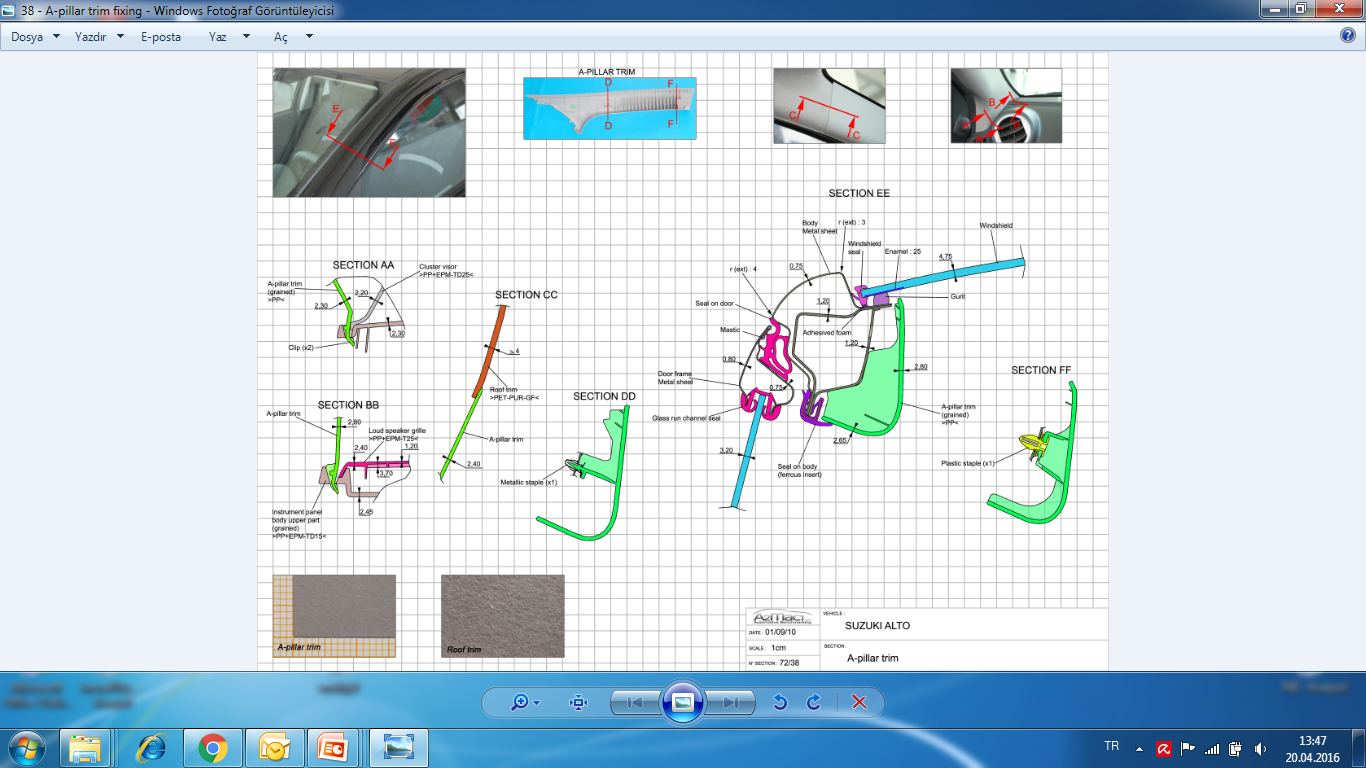 38 - A-pillar trim fixing - Windows Fotoğraf Görüntüleyicisi
Dosya
Yazdır
E-posta
Yaz
Aç
A-PILLAR TRIM
D
F
D
F
E
C
C
B
SECTION EE
Body
Metal sheet
r (ext) : 3
Windshield
seal
Enamel : 25
Windshield
4,75
0,75
r (ext) : 4
1,20
Gurit
Seal on door
Mastic
Adhesived foam
1,20
0,80
2,80
Door frame
Metal sheet
0,75
Glass run channel seal
A-pillar trim
(grained)
>PP<
2,65
3,20
Seal on body
(ferrous insert)
SECTION AA
Cluster visor
>PP+EPM-TD25<
A-pillar trim
(grained)
>PP<
2,20
2,30
2,30
Clip (x2)
SECTION CC
≃ 4
Roof trim
>PET-PUR-GF<
A-pillar trim
2,40
SECTION BB
A-pillar trim
2,80
Loud speaker grille
>PP+EPM-T25<
2,40
1,20
1,70
2,45
Instrument panel
body upper part
(grained)
>PP+EPM-TD15<
SECTION DD
Metallic staple (x1)
SECTION FF
Plastic staple (x1)
A-pillar trim
Roof trim
A2Mac1
Automotive Benchmarking
VEHICLE :
SUZUKI ALTO
DATE : 01/09/10
SCALE : 1cm
SECTION :
A-pillar trim
N° SECTION: 72/38
TR
13:47
20.04.2016